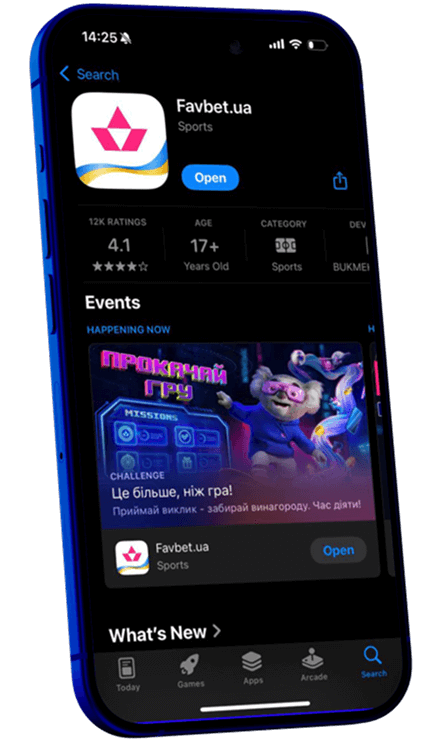 14:25
Search
Favbet.ua
Sports
Open
12K RATINGS
AGE
CATEGORY
DEV
4.1
17+
Years Old
Sports
BUKMEK
Events
HAPPENING NOW
H
ПРОКАЧАЙ
ГРУ
MISSIONS
CHALLENGE
Це більше, ніж гра!
Приймай виклик - забирай винагороду. Час діяти!
Favbet.ua
Sports
Open
What's New
Today
Games
Apps
Arcade
Search